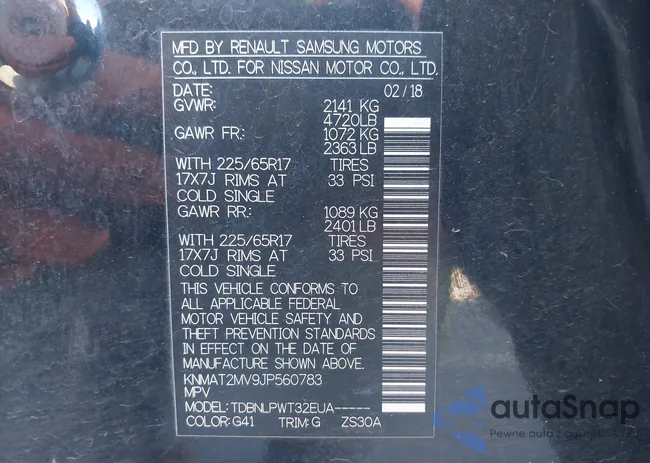 MFD BY RENAULT SAMSUNG MOTORS
CO., LTD. FOR NISSAN MOTOR CO., LTD.
DATE: 02/18
GVWR: 2141 KG
4720LB
GAWR FR: 1072 KG
2363 LB
WITH 225/65R17 TIRES
17X7J RIMS AT 33 PSI
COLD SINGLE
GAWR RR: 1089 KG
2401 LB
WITH 225/65R17 TIRES
17X7J RIMS AT 33 PSI
COLD SINGLE
THIS VEHICLE CONFORMS TO
ALL APPLICABLE FEDERAL
MOTOR VEHICLE SAFETY AND
THEFT PREVENTION STANDARDS
IN EFFECT ON THE DATE OF
MANUFACTURE SHOWN ABOVE.
KNMAT2MV9JP560783
MPV
MODEL: TDBNLPWT32EUA-----
COLOR: G41 TRIM: G ZS30A
autaSnap
Pewne auta z aukcji USA